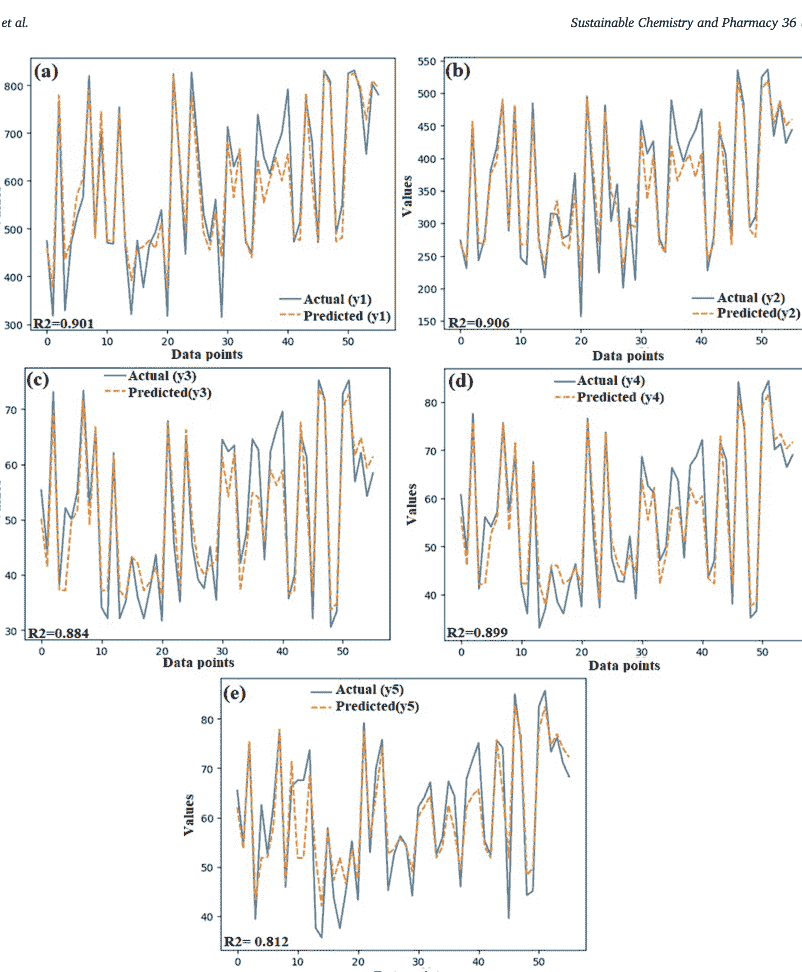 et al.
Sustainable Chemistry and Pharmacy 36
(a)
800
700
600
500
400
300
Actual (y1)
Predicted (y1)
R2=0.901
0 10 20 30 40 50
Data points
(b)
550
500
450
400
350
300
250
200
150
Values
Actual (y2)
Predicted(y2)
R2=0.906
0 10 20 30 40 50
Data points
(c)
Actual (y3)
Predicted(y3)
70
60
50
40
30
R2=0.884
0 10 20 30 40 50
Data points
(d)
Actual (y4)
Predicted (y4)
80
70
60
50
40
Values
R2=0.899
0 10 20 30 40 50
Data points
(e)
Actual (y5)
Predicted(y5)
80
70
60
50
40
Values
R2= 0.812
0 10 20 30 40 50